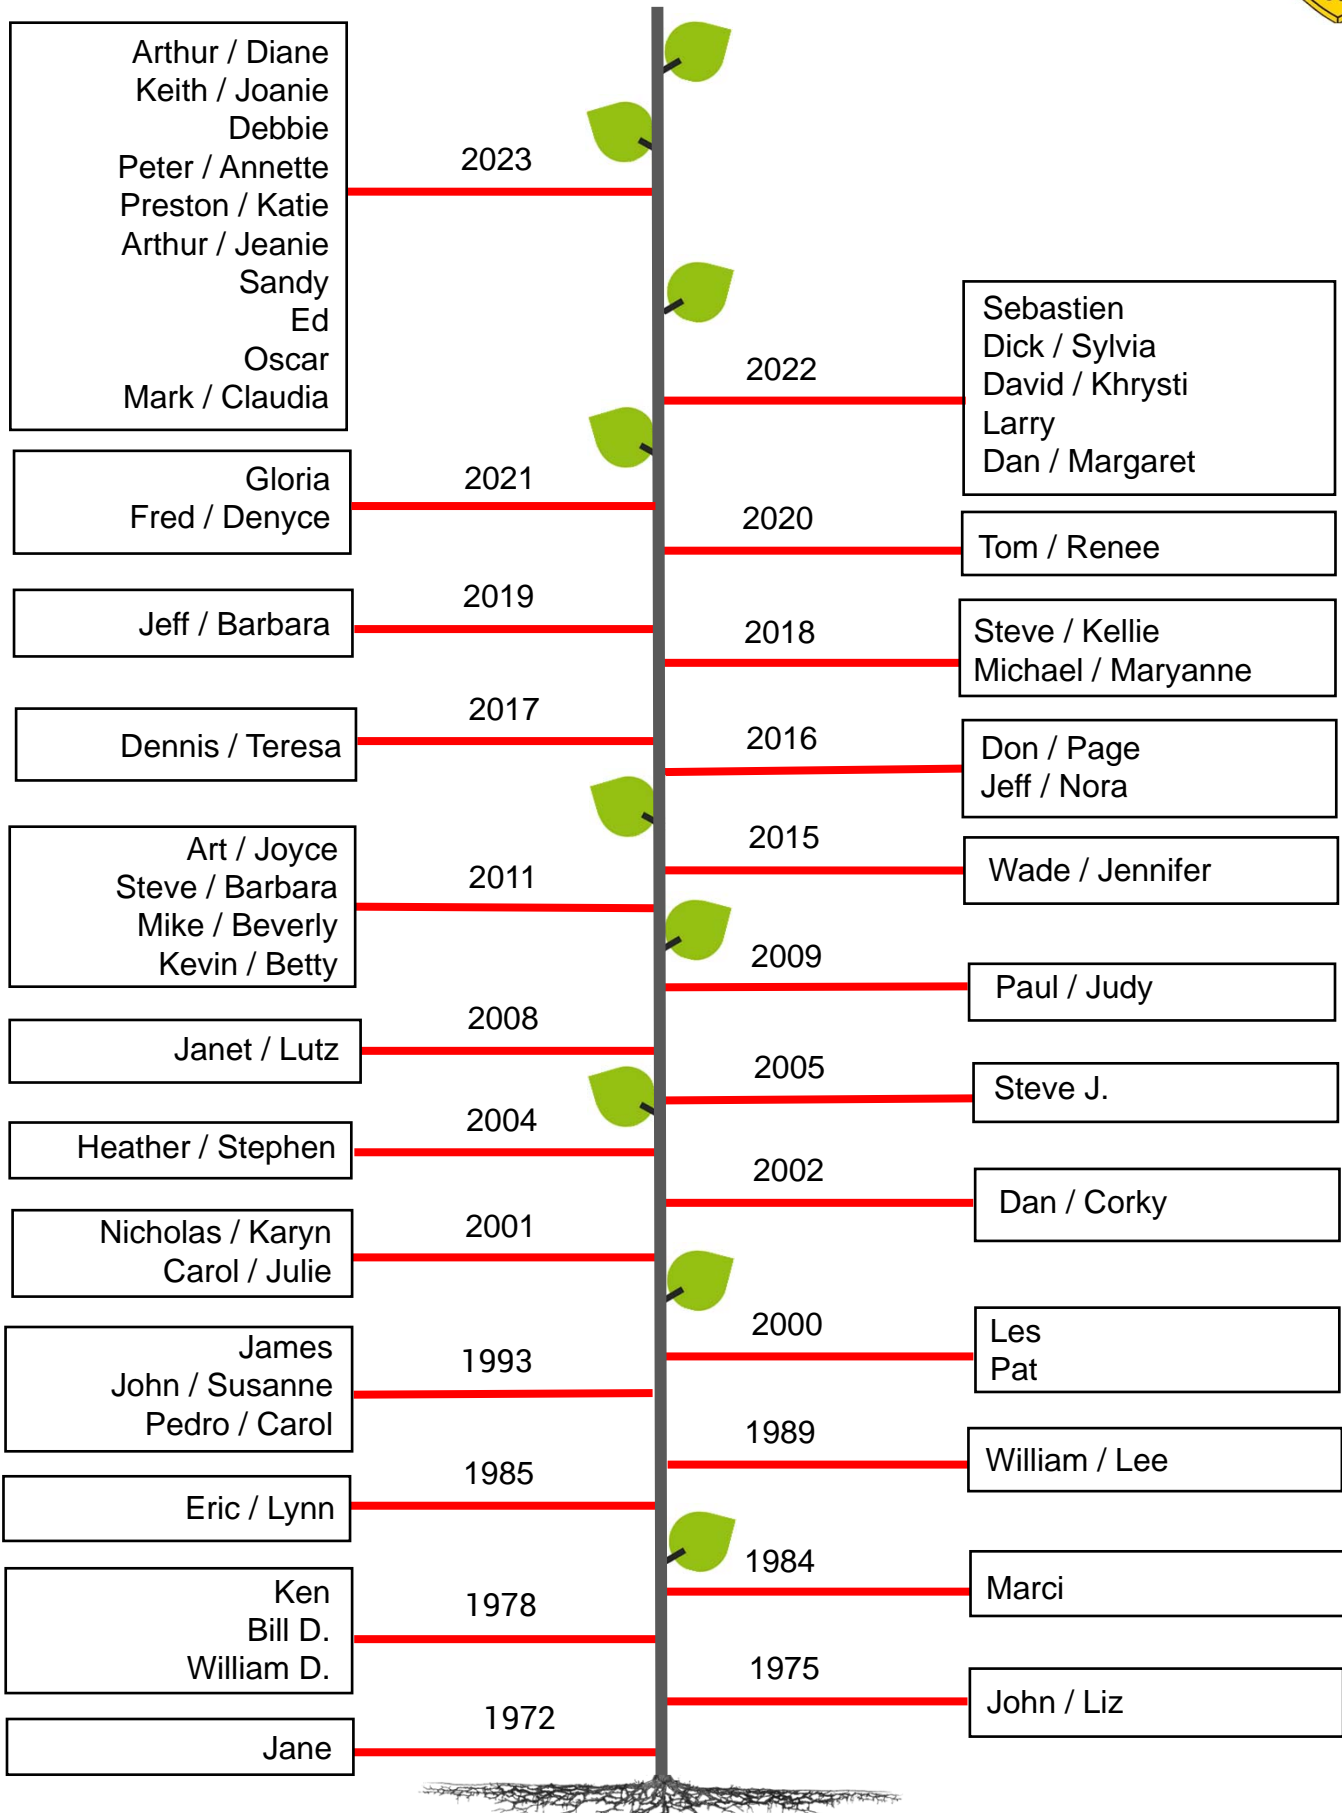 Arthur / Diane
Keith / Joanie
Debbie
Peter / Annette
Preston / Katie
Arthur / Jeanie
Sandy
Ed
Oscar
Mark / Claudia
2023
2022
Sebastien
Dick / Sylvia
David / Khrysti
Larry
Dan / Margaret
Gloria
Fred / Denyce
2021
2020
Tom / Renee
Jeff / Barbara
2019
2018
Steve / Kellie
Michael / Maryanne
Dennis / Teresa
2017
2016
Don / Page
Jeff / Nora
2015
Wade / Jennifer
Art / Joyce
Steve / Barbara
Mike / Beverly
Kevin / Betty
2011
2009
Paul / Judy
Janet / Lutz
2008
2005
Steve J.
Heather / Stephen
2004
2002
Dan / Corky
Nicholas / Karyn
Carol / Julie
2001
2000
Les
Pat
James
John / Susanne
Pedro / Carol
1993
1989
William / Lee
Eric / Lynn
1985
1984
Marci
Ken
Bill D.
William D.
1978
1975
John / Liz
Jane
1972